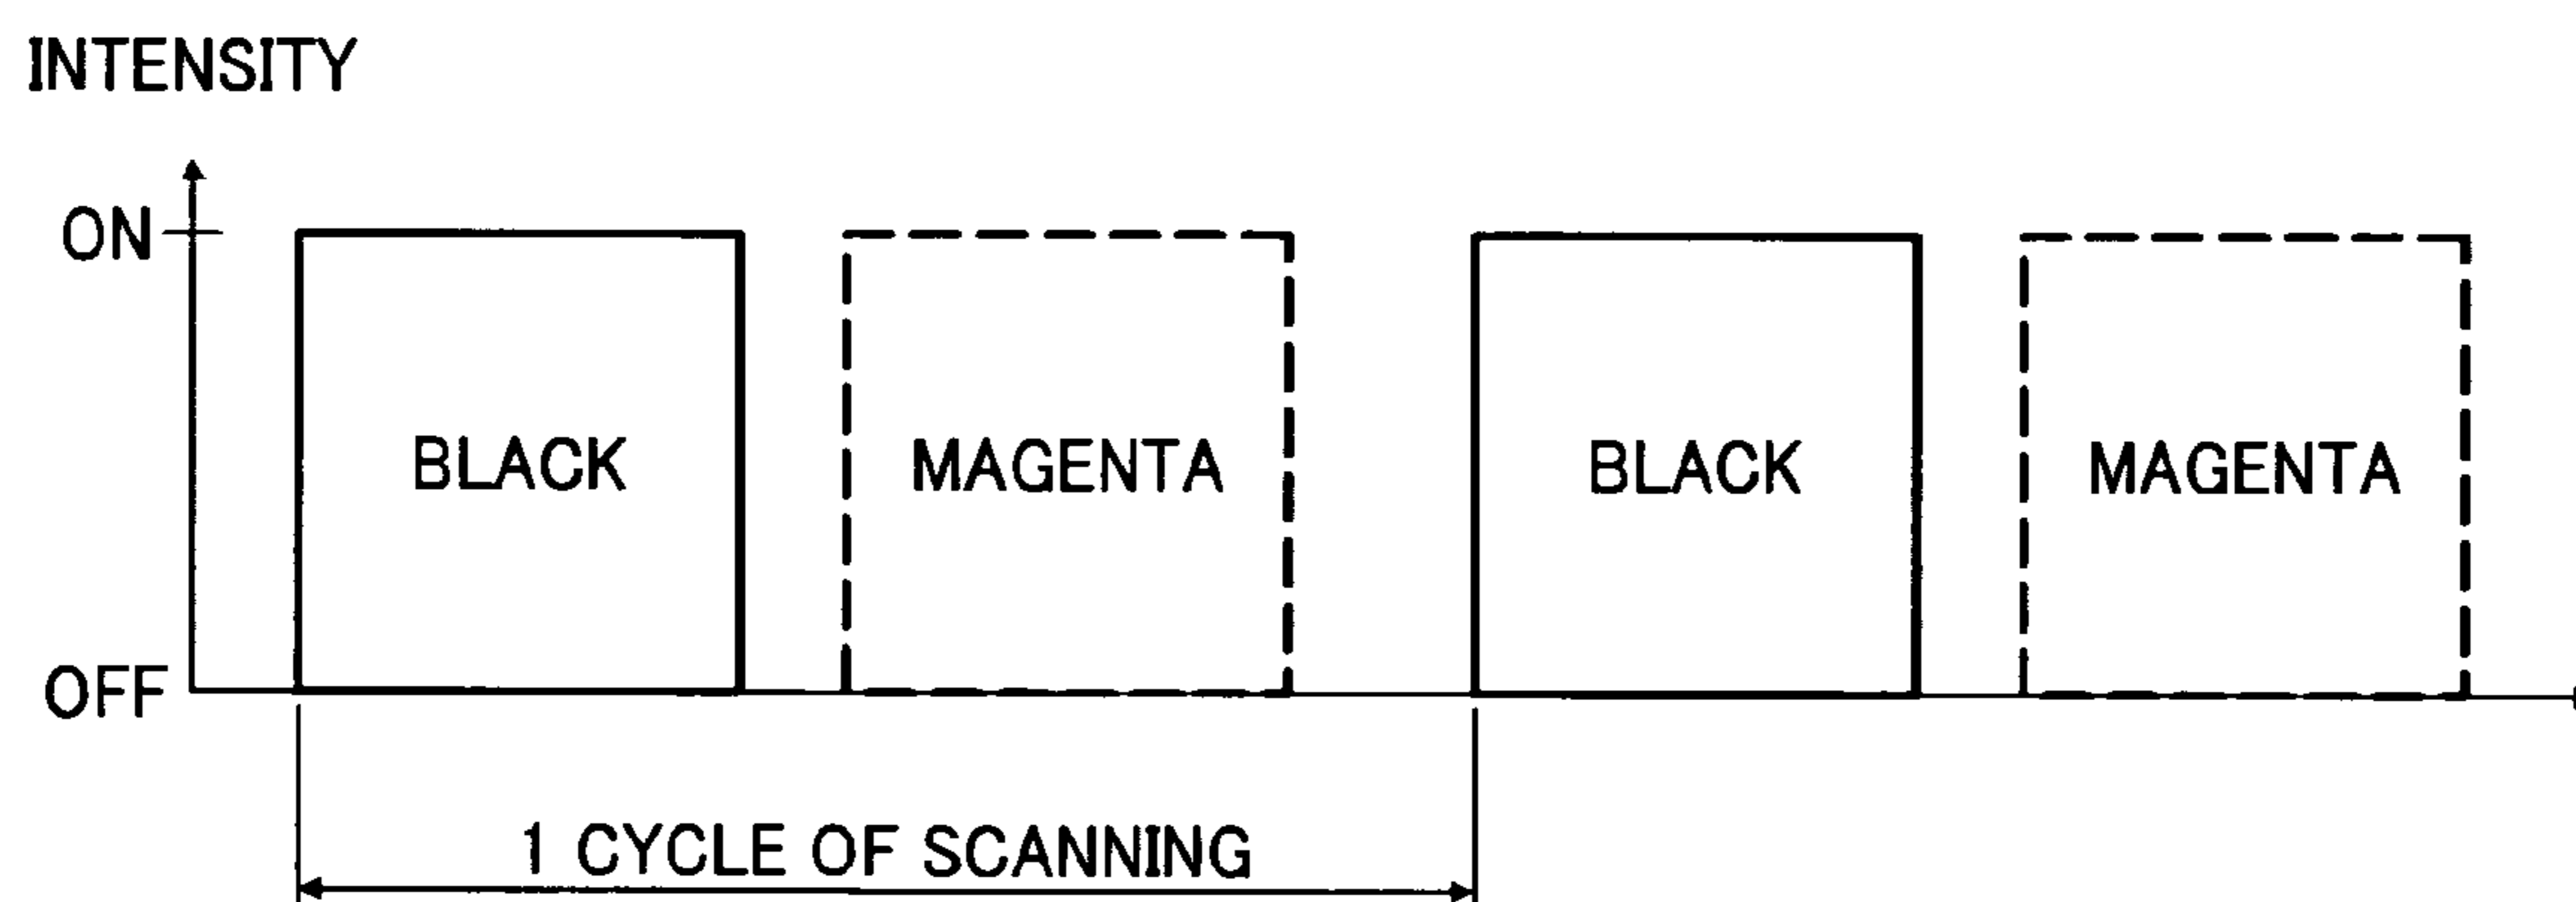 INTENSITY
ON
BLACK MAGENTA BLACK MAGENTA
OFF
1 CYCLE OF SCANNING